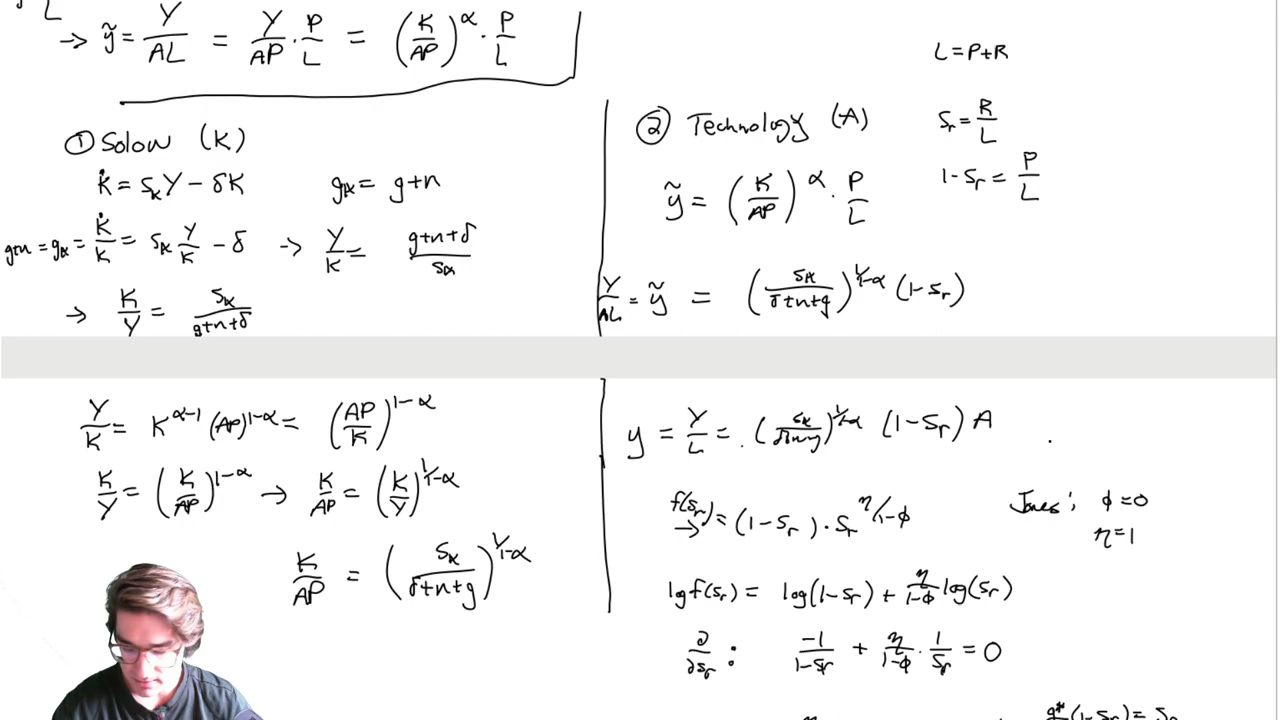 L
→ ỹ = Y/AL = Y/AP · P/L = (K/AP)^α · P/L
① Solow (K)
K̇ = s_k Y − δK    g_k = g+n
g+n = g_k = K̇/K = s_k Y/K − δ → Y/K = (g+n+δ)/s_k
→ K/Y = s_k/(g+n+δ)
Y/K = K^(α−1) (AP)^(1−α) = (AP/K)^(1−α)
K/Y = (K/AP)^(1−α) → K/AP = (K/Y)^(1/1−α)
K/AP = (s_k/(δ+n+g))^(1/1−α)
L = P+R
② Technology (A)
s_r = R/L
1−s_r = P/L
ỹ = (K/AP)^α · P/L
Y/AL = ỹ = (s_k/(δ+n+g))^(1/1−α) (1−s_r)
y = Y/L = (s_k/(δ+n+g))^(1/1−α) (1−s_r) A
f(s_r) → = (1−s_r) · s_r^(η/1−φ)
Jones: φ=0
η=1
log f(s_r) = log(1−s_r) + η/(1−φ) log(s_r)
∂/∂s_r : −1/(1−s_r) + η/(1−φ) · 1/s_r = 0
(1−s_r) =